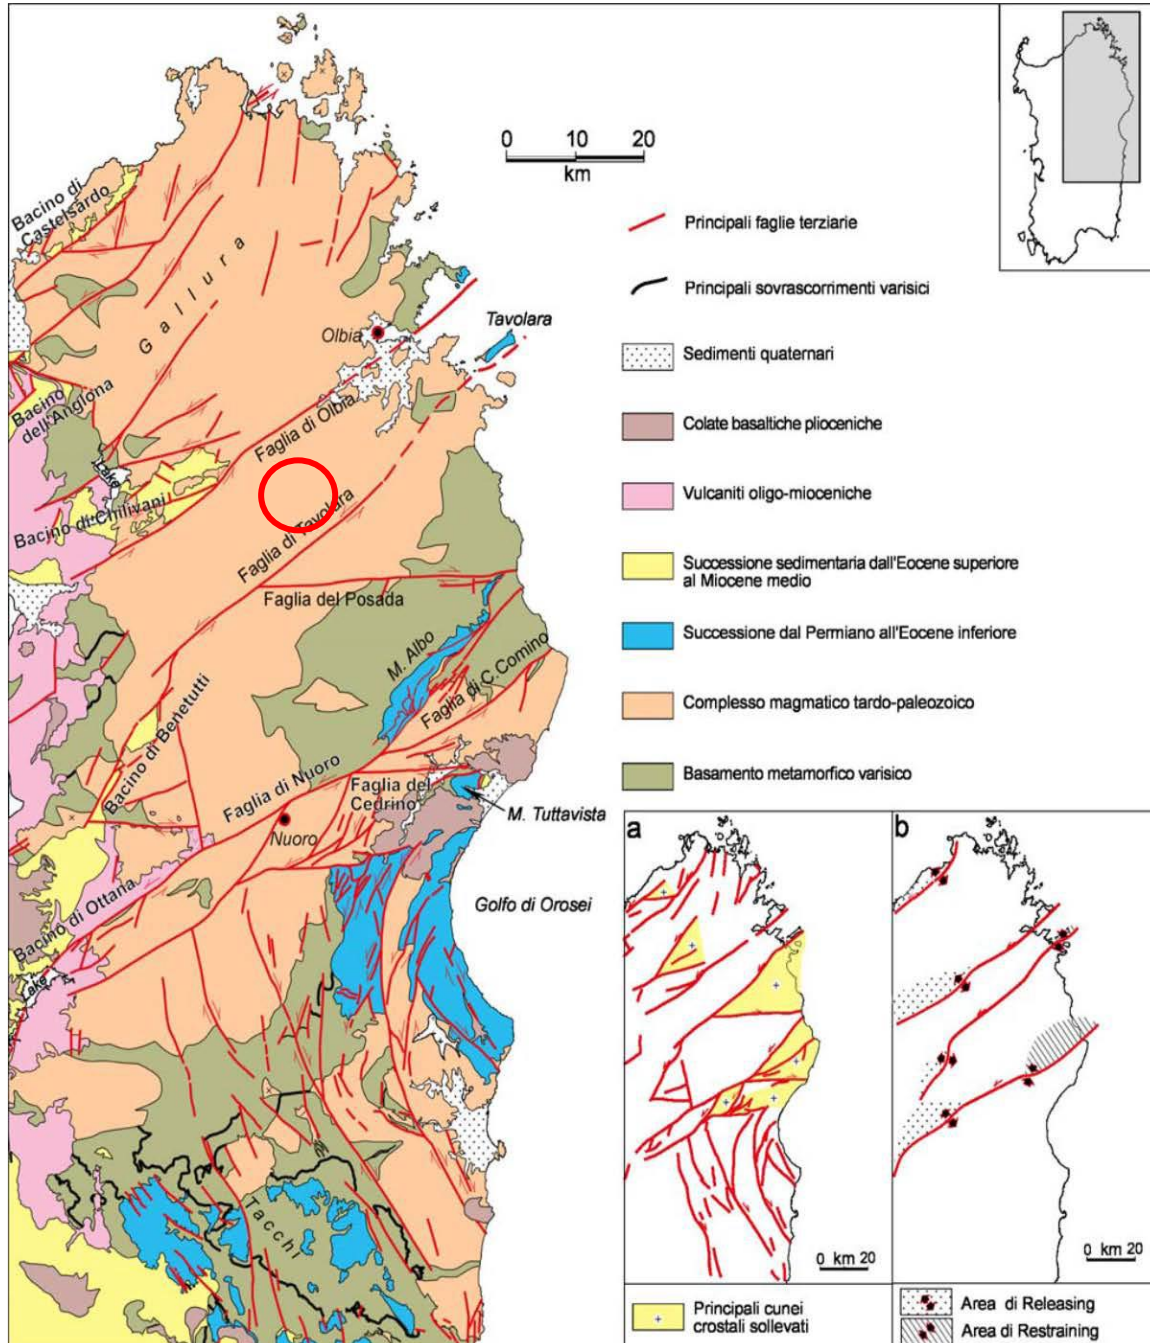 Bacino di
Castelsardo
Gallura
Olbia
Tavolara
Bacino
dell'Anglona
Lake
Faglia di Olbia
Bacino di Chilivani
Faglia di Tavolara
Faglia del Posada
M. Albo
Faglia di C.Comino
Bacino di Benetutti
Faglia di Nuoro
Faglia del
Cedrino
M. Tuttavista
Nuoro
Bacino di Ottana
Golfo di Orosei
Lake
Tacchi
0 10 20
km
Principali faglie terziarie
Principali sovrascorrimenti varisici
Sedimenti quaternari
Colate basaltiche plioceniche
Vulcaniti oligo-mioceniche
Successione sedimentaria dall'Eocene superiore
al Miocene medio
Successione dal Permiano all'Eocene inferiore
Complesso magmatico tardo-paleozoico
Basamento metamorfico varisico
a
0 km 20
Principali cunei
crostali sollevati
b
0 km 20
Area di Releasing
Area di Restraining